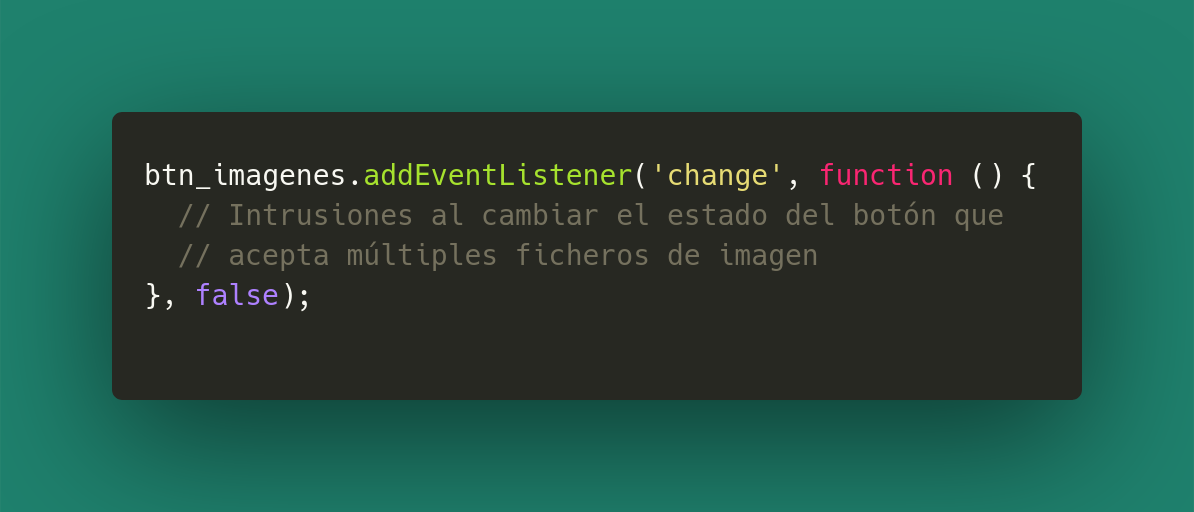 btn_imagenes.addEventListener('change', function () {
  // Intrusiones al cambiar el estado del botón que
  // acepta múltiples ficheros de imagen
}, false);